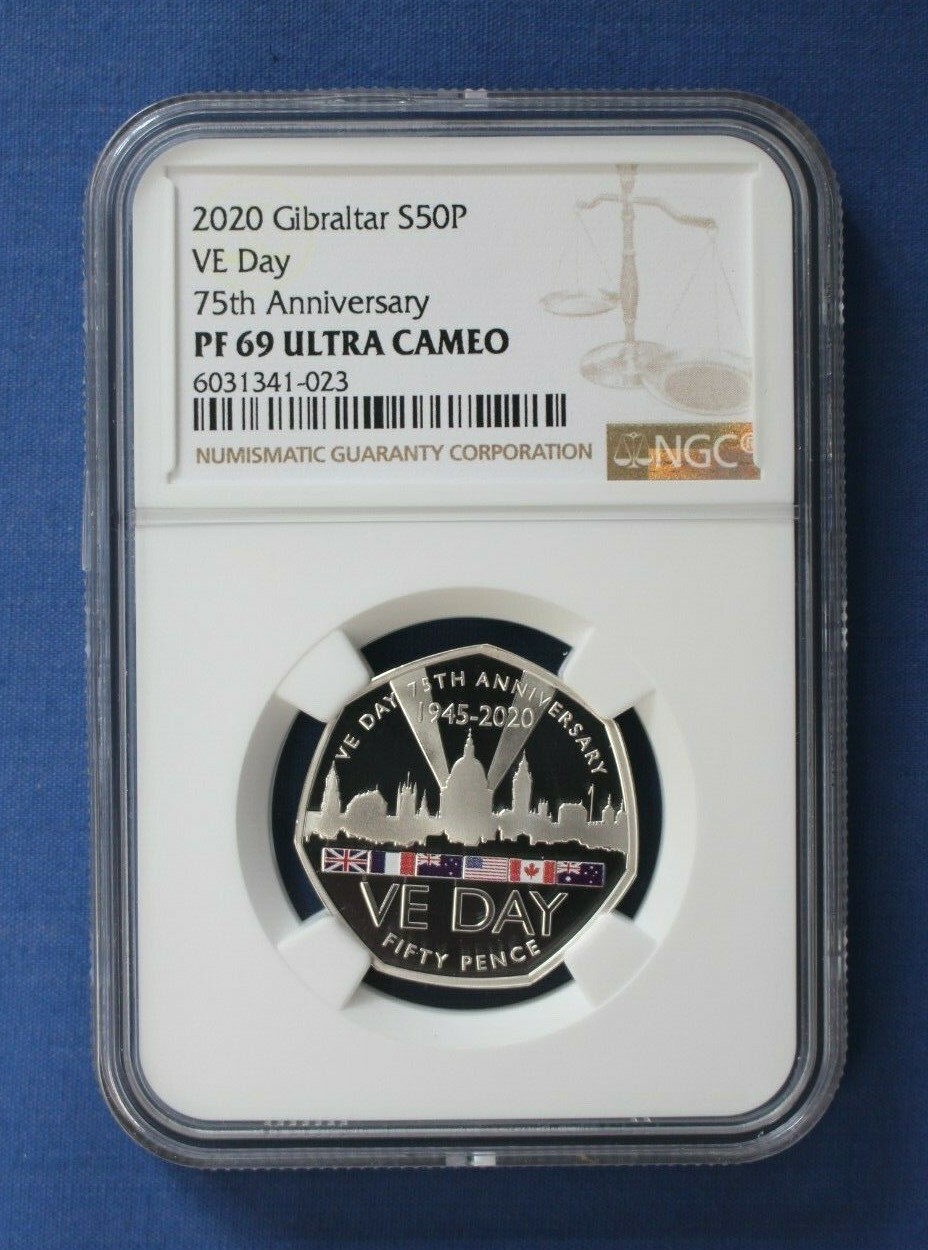 2020 Gibraltar S50P
VE Day
75th Anniversary
PF 69 ULTRA CAMEO
6031341-023
NUMISMATIC GUARANTY CORPORATION
NGC®
VE DAY 75TH ANNIVERSARY
1945-2020
VE DAY
FIFTY PENCE